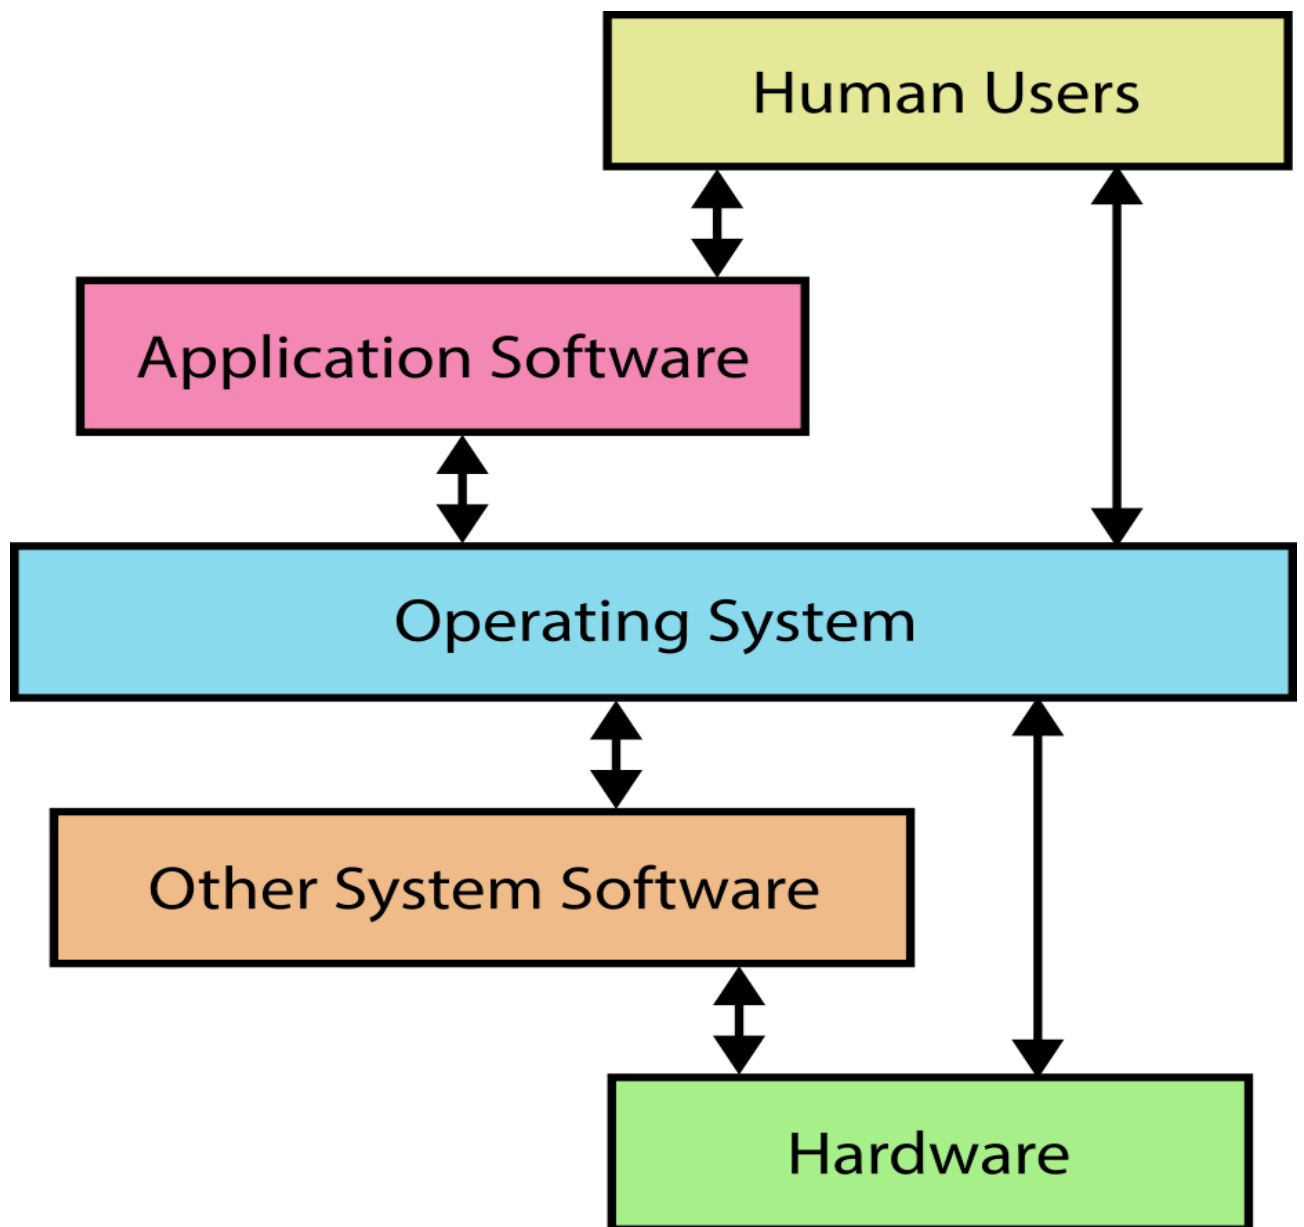 Human Users
Application Software
Operating System
Other System Software
Hardware